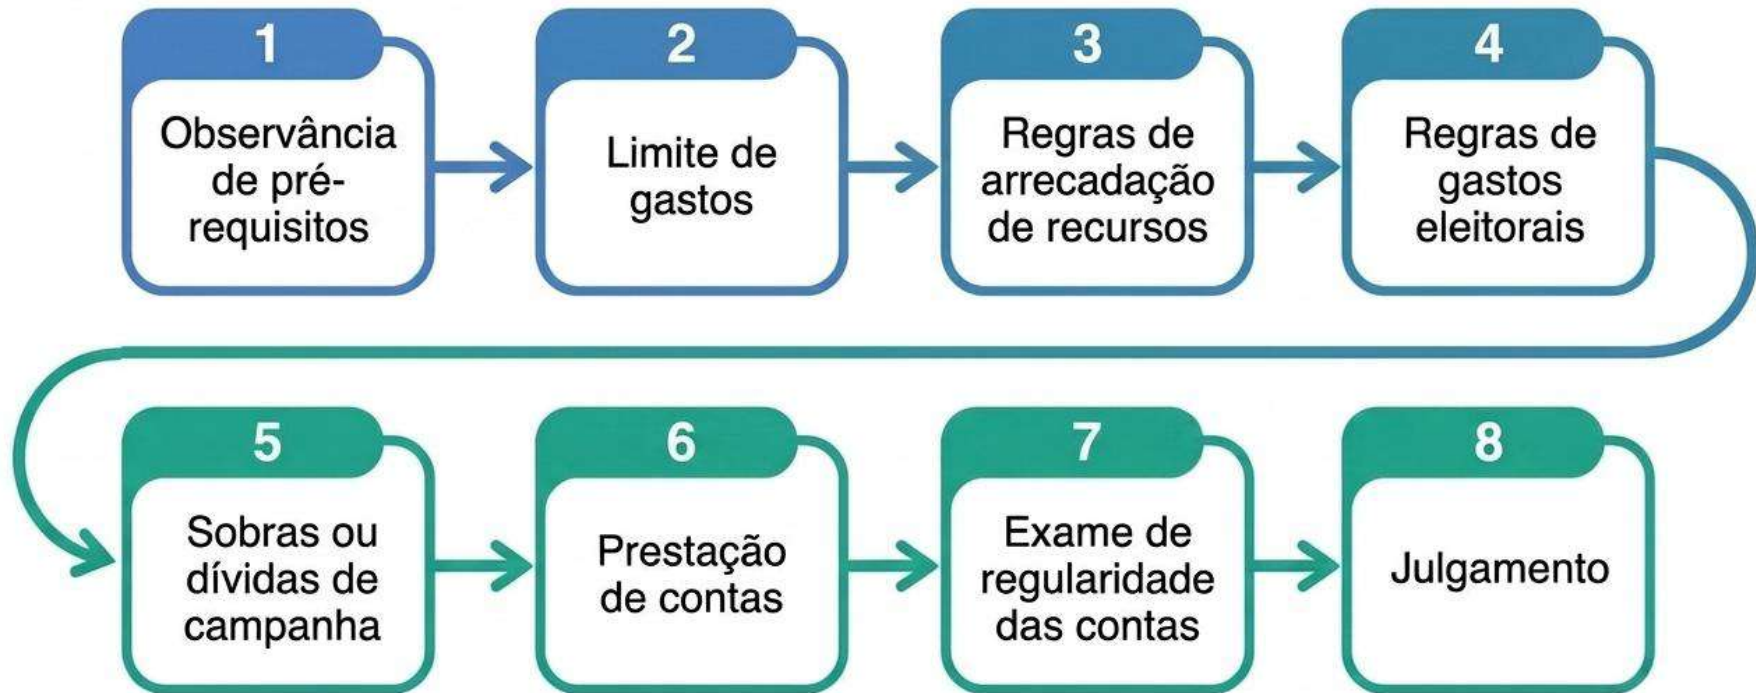 1
Observância
de pré-
requisitos
2
Limite de
gastos
3
Regras de
arrecadação
de recursos
4
Regras de
gastos
eleitorais
5
Sobras ou
dívidas de
campanha
6
Prestação
de contas
7
Exame de
regularidade
das contas
8
Julgamento